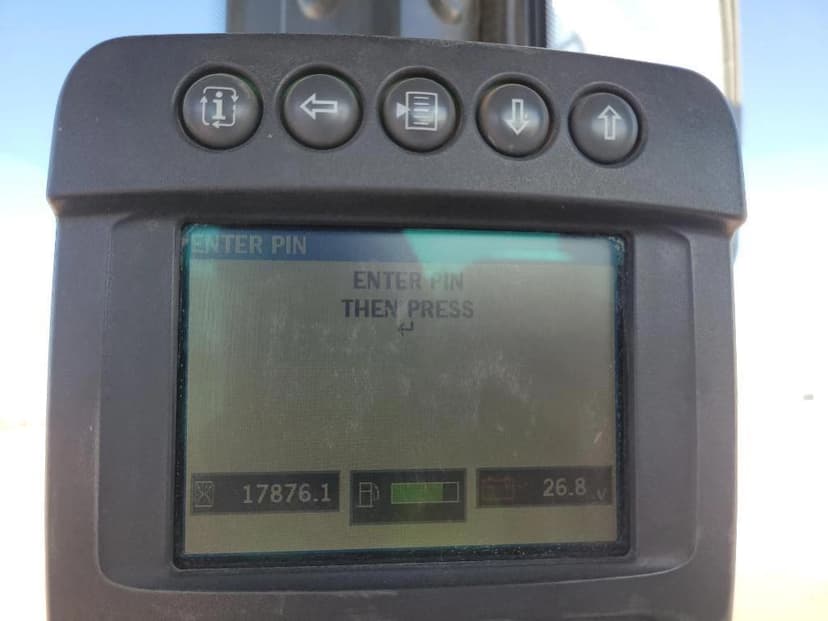 ENTER PIN
ENTER PIN
THEN PRESS
17876.1
26.8 V